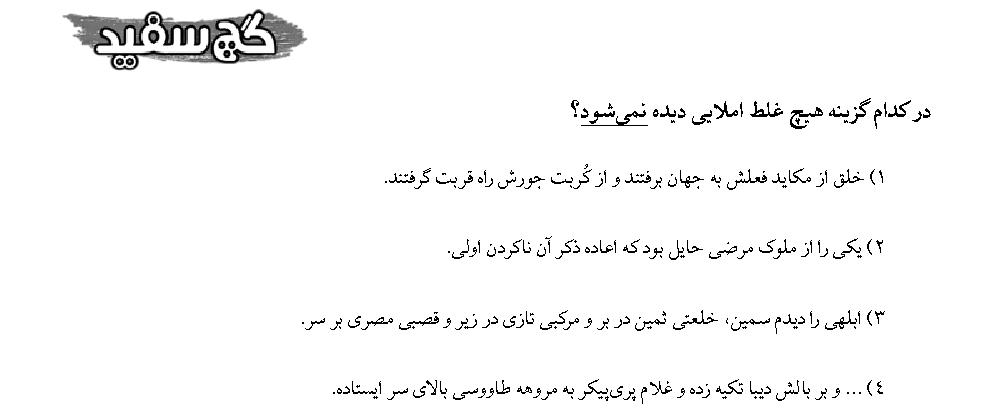 گچ سفید
در کدام گزینه هیچ غلط املایی دیده نمی‌شود؟
۱) خلق از مکاید فعلش به جهان برفتند و از کُربت جورش راه قربت گرفتند.
۲) یکی را از ملوک مرضی حایل بود که اعاده ذکر آن ناکردن اولی.
۳) ابلهی را دیدم سمین، خلعتی ثمین در بر و مرکبی تازی در زیر و قصبی مصری بر سر.
۴) ... و بر بالش دیبا تکیه زده و غلام پری‌پیکر به مروهه طاووسی بالای سر ایستاده.